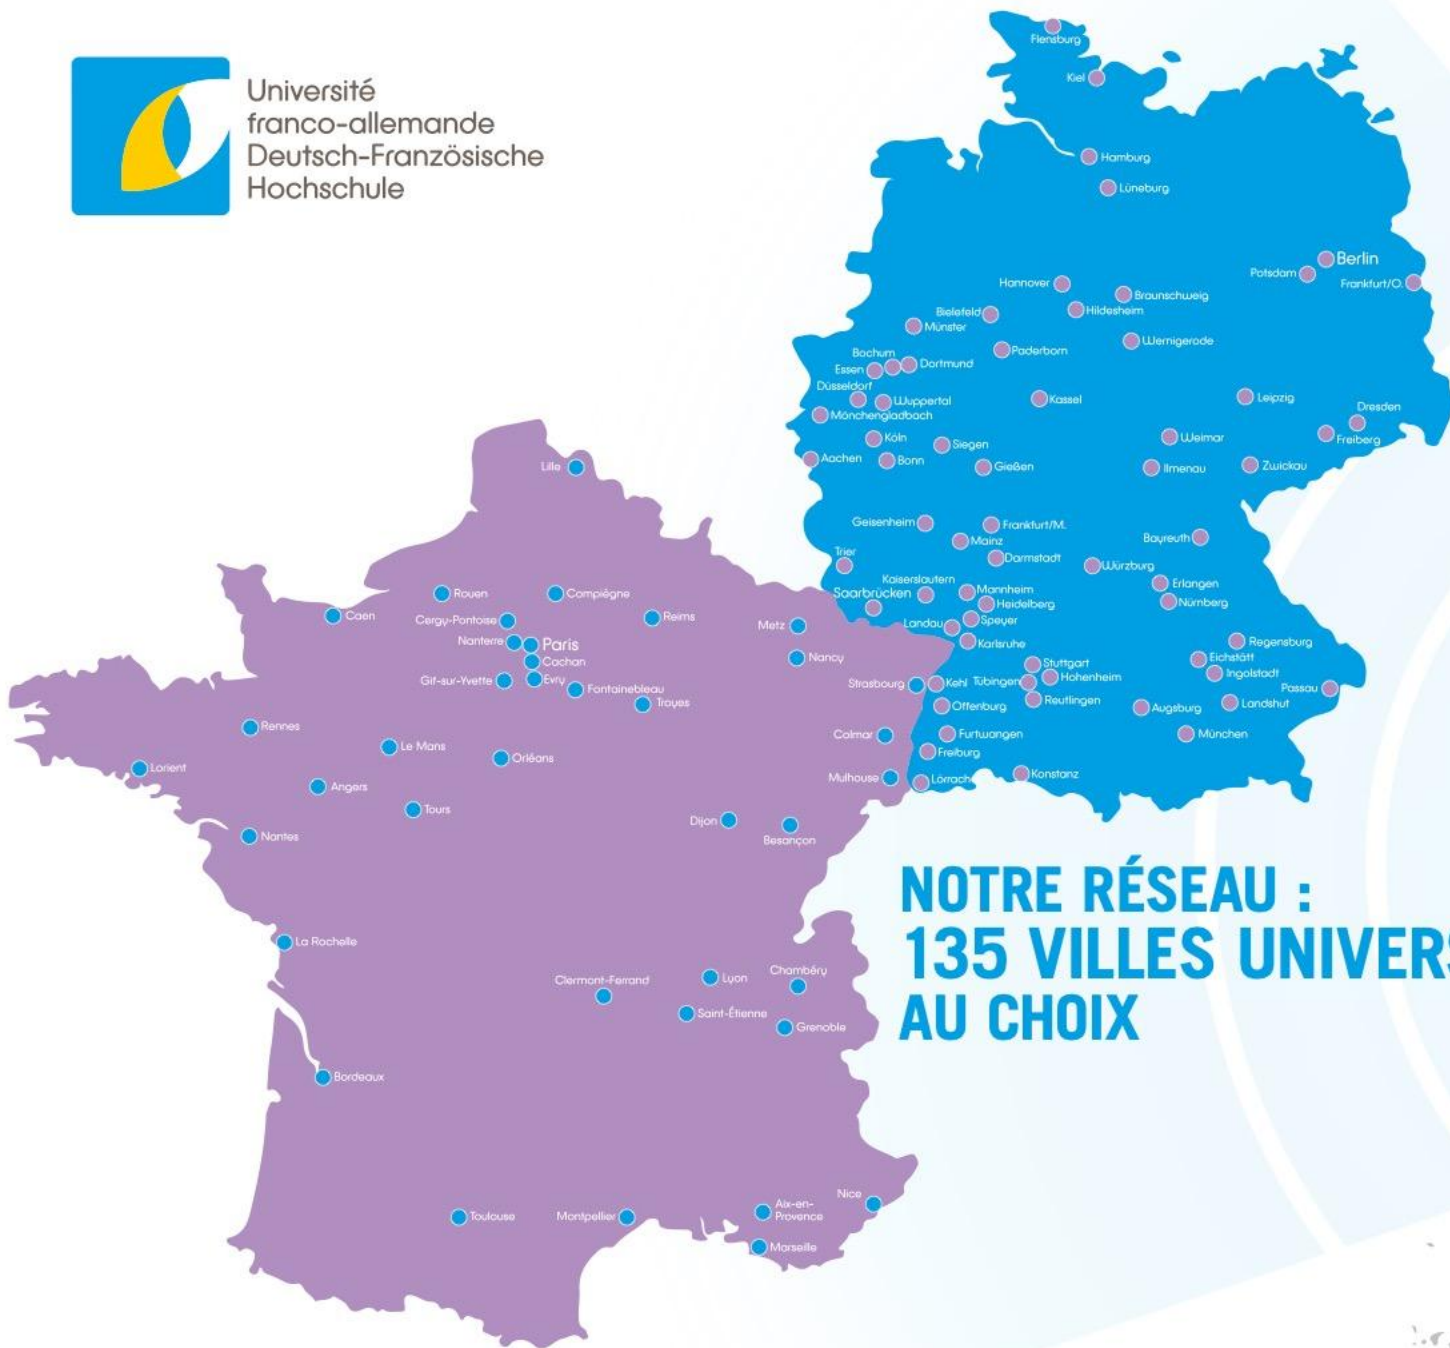 Université
franco-allemande
Deutsch-Französische
Hochschule
Flensburg
Kiel
Hamburg
Lüneburg
Berlin
Potsdam
Frankfurt/O.
Hannover
Braunschweig
Bielefeld
Hildesheim
Münster
Wernigerode
Paderborn
Bochum
Dortmund
Essen
Düsseldorf
Wuppertal
Kassel
Leipzig
Mönchengladbach
Dresden
Köln
Siegen
Weimar
Freiberg
Aachen
Bonn
Gießen
Ilmenau
Zwickau
Geisenheim
Frankfurt/M.
Mainz
Bayreuth
Trier
Darmstadt
Würzburg
Kaiserslautern
Mannheim
Erlangen
Saarbrücken
Heidelberg
Nürnberg
Landau
Speyer
Karlsruhe
Regensburg
Stuttgart
Eichstätt
Kehl
Tübingen
Hohenheim
Ingolstadt
Passau
Offenburg
Reutlingen
Augsburg
Landshut
Furtwangen
München
Freiburg
Lörrach
Konstanz
Lille
Rouen
Compiègne
Caen
Cergy-Pontoise
Reims
Metz
Nanterre
Paris
Cachan
Nancy
Gif-sur-Yvette
Evry
Fontainebleau
Strasbourg
Troyes
Rennes
Colmar
Le Mans
Orléans
Lorient
Angers
Mulhouse
Tours
Dijon
Nantes
Besançon
La Rochelle
Clermont-Ferrand
Lyon
Chambéry
Saint-Étienne
Grenoble
Bordeaux
Toulouse
Montpellier
Aix-en-
Provence
Nice
Marseille
NOTRE RÉSEAU :
135 VILLES UNIVERS
AU CHOIX